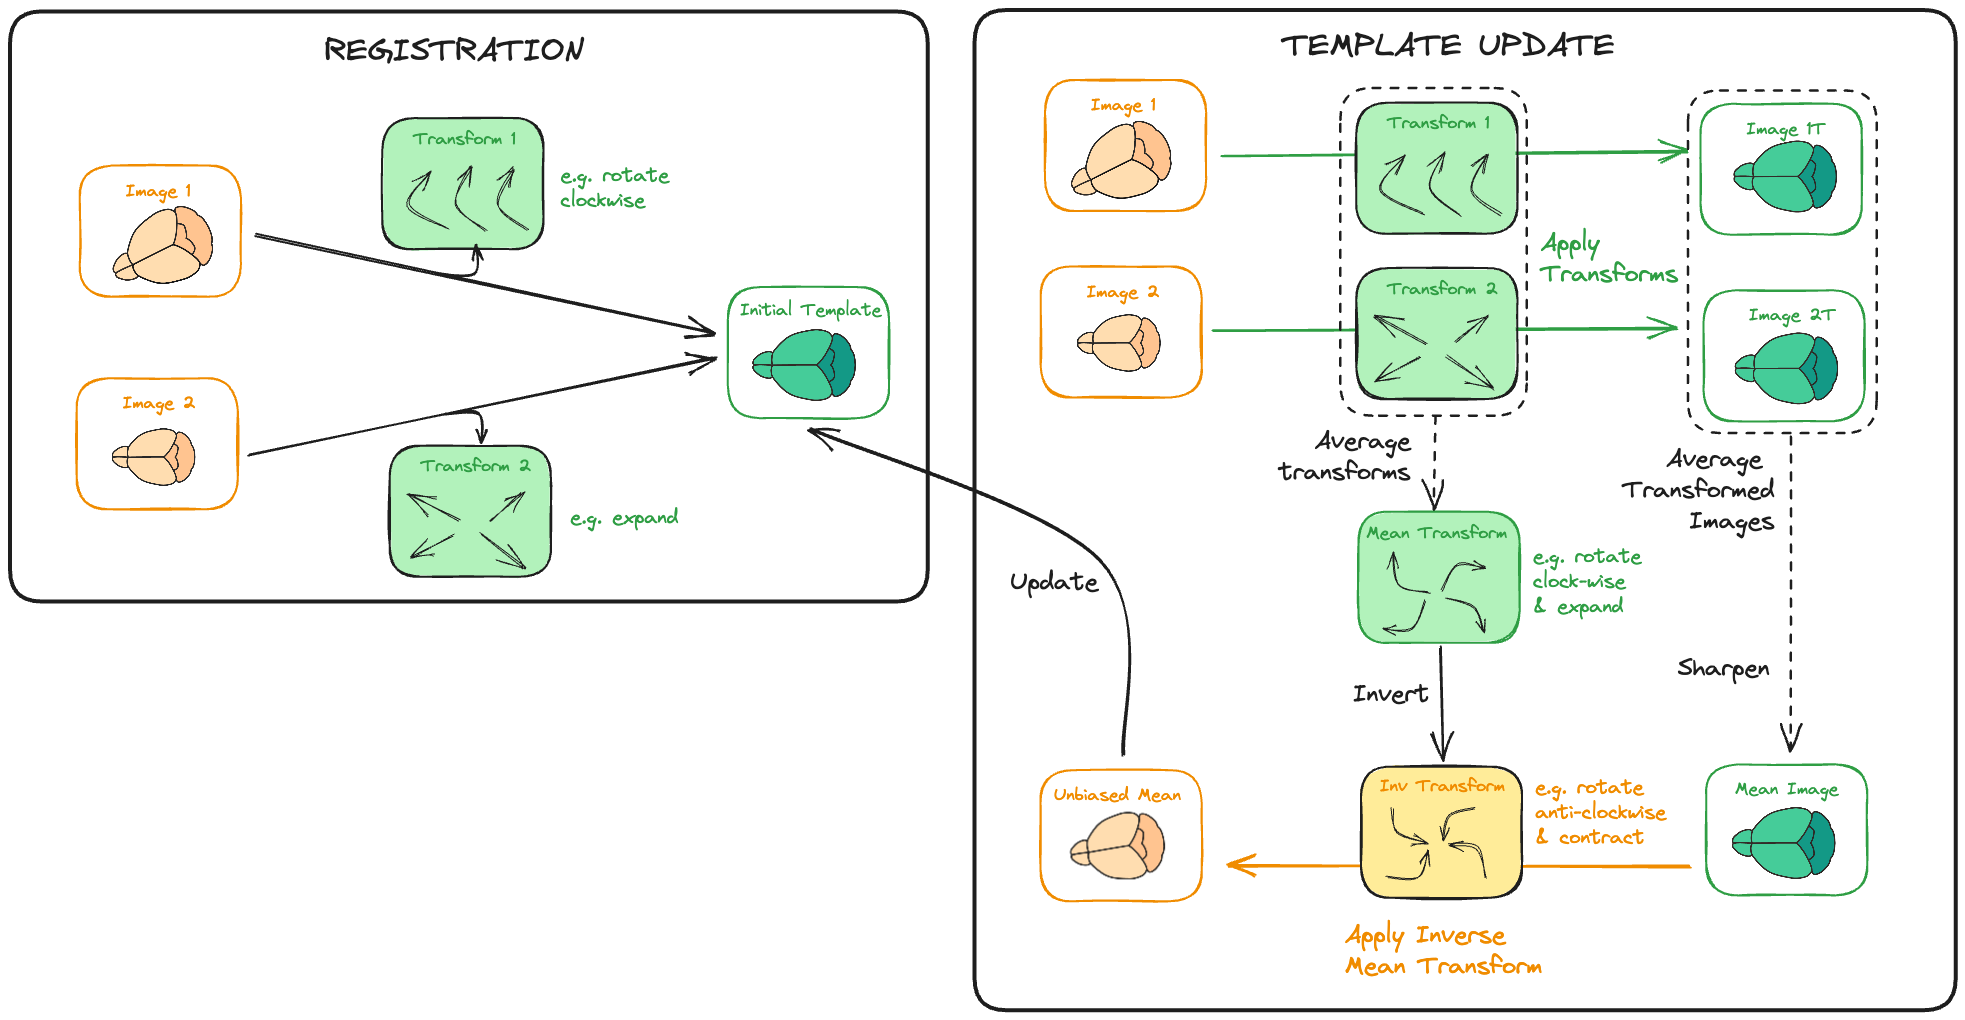 REGISTRATION
Transform 1
e.g. rotate
clockwise
Image 1
Initial Template
Image 2
Transform 2
e.g. expand
TEMPLATE UPDATE
Image 1
Transform 1
Image 1T
Apply
Transforms
Image 2
Transform 2
Image 2T
Average
transforms
Average
Transformed
Images
Mean Transform
e.g. rotate
clock-wise
& expand
Update
Sharpen
Invert
Unbiased Mean
Inv Transform
e.g. rotate
anti-clockwise
& contract
Mean Image
Apply Inverse
Mean Transform